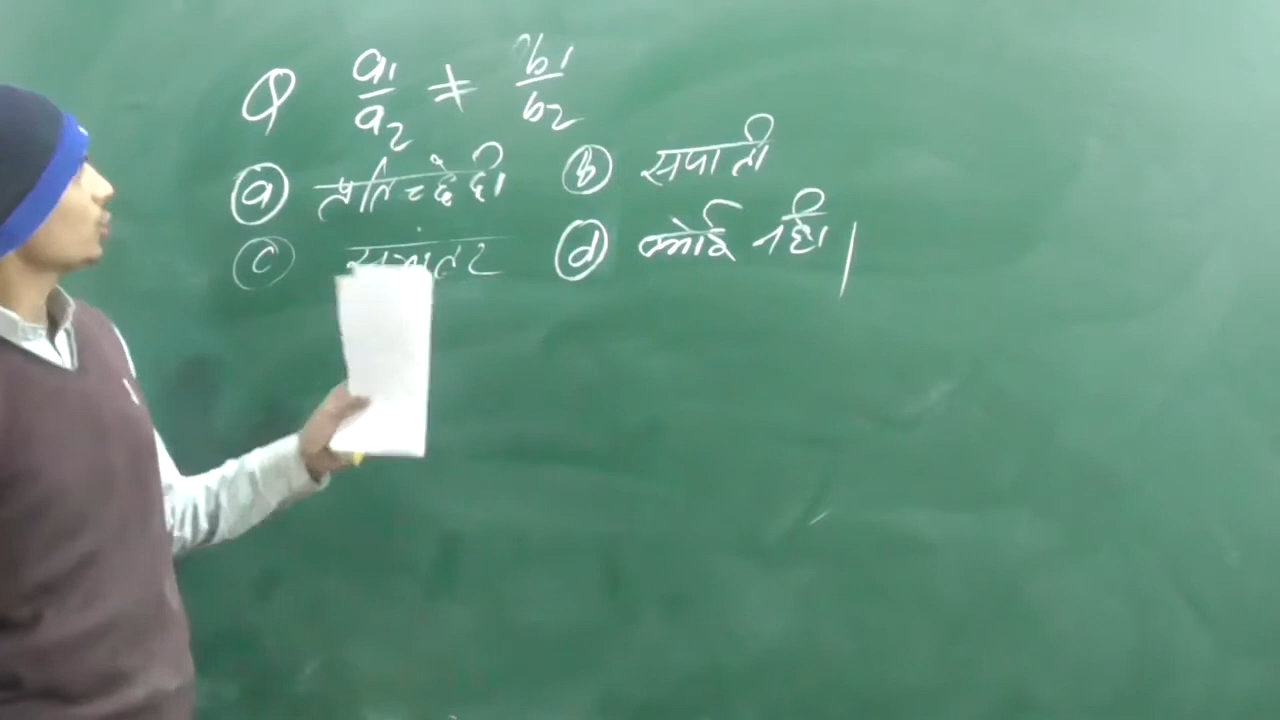 Q a1/a2 ≠ b1/b2
(a) प्रतिच्छेदी (b) सपाती
(c) समांतर (d) कोई नही।